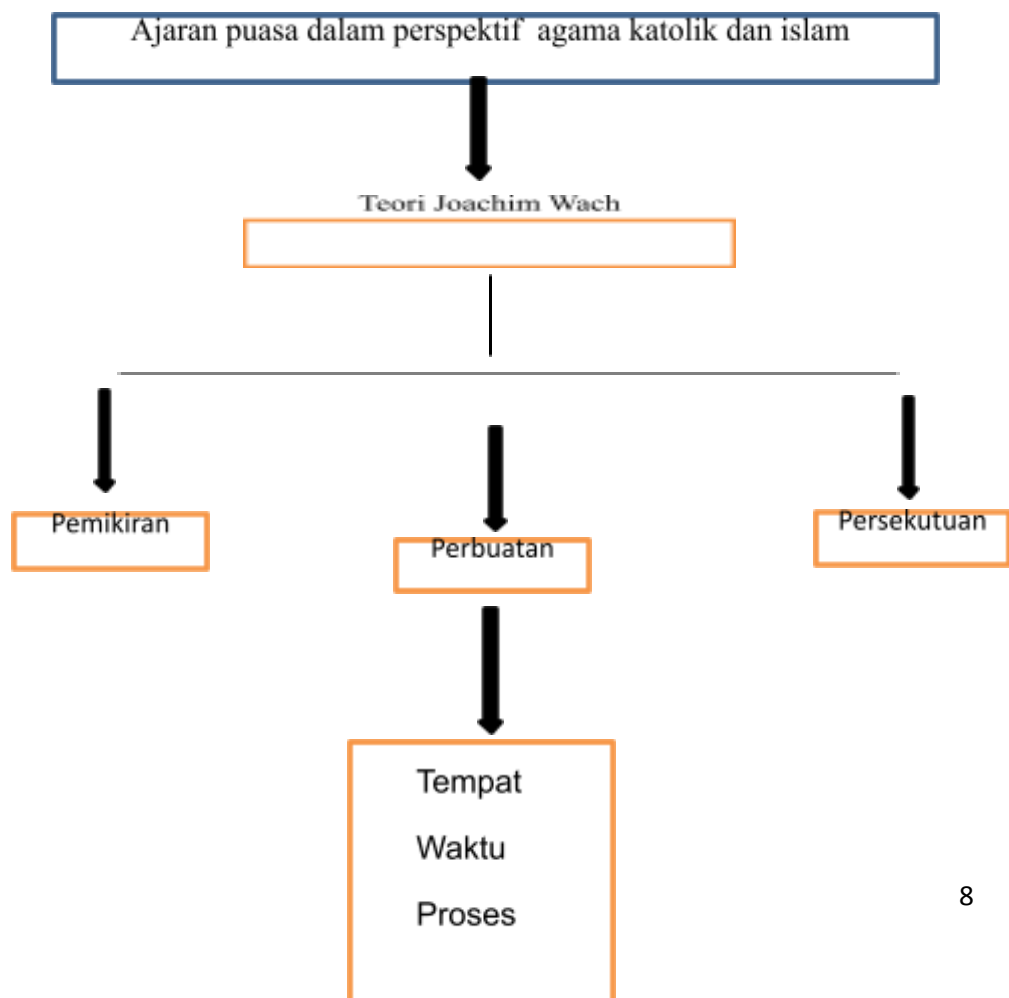 Ajaran puasa dalam perspektif agama katolik dan islam
Teori Joachim Wach
Pemikiran
Perbuatan
Persekutuan
Tempat
Waktu
Proses
8